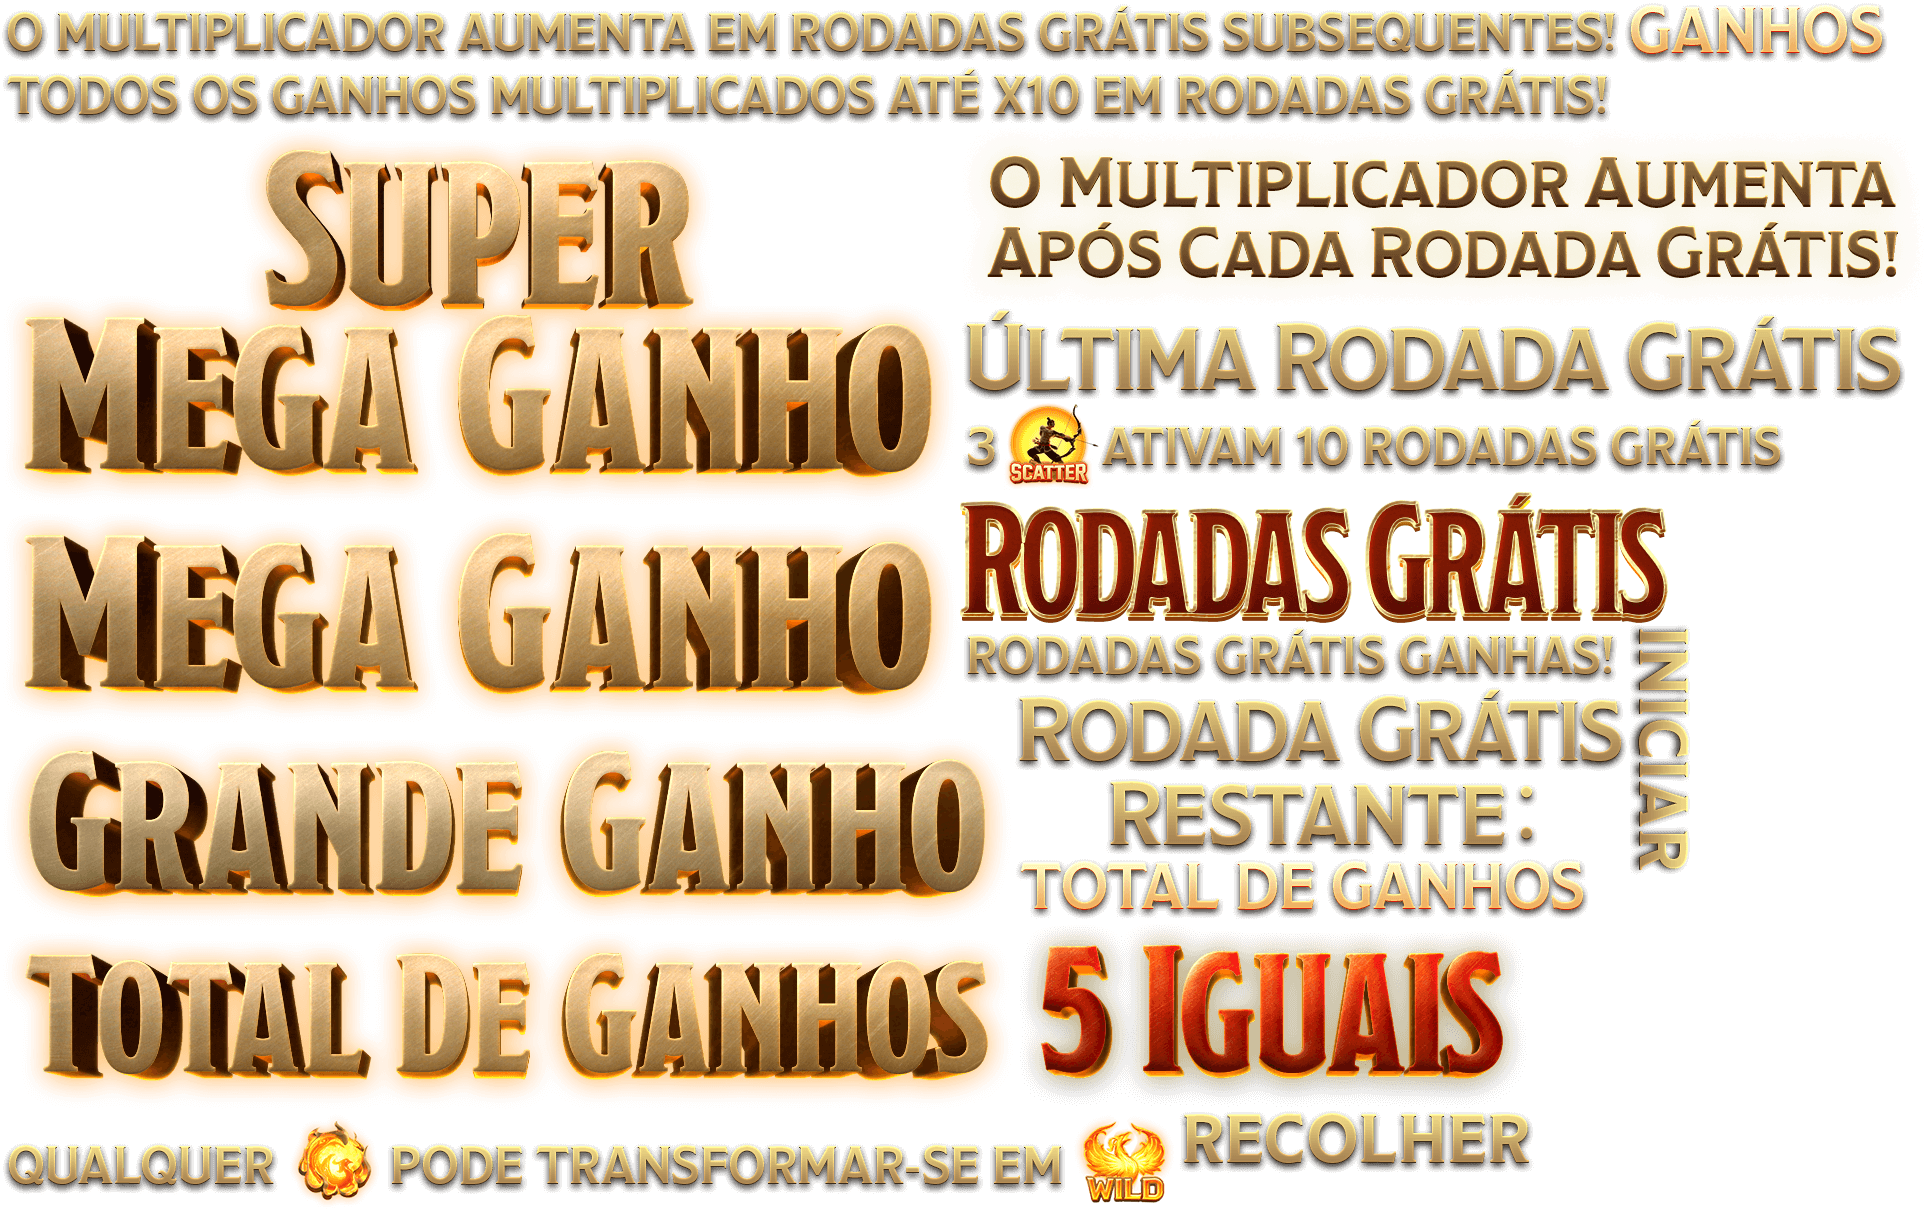 O MULTIPLICADOR AUMENTA EM RODADAS GRÁTIS SUBSEQUENTES!
GANHOS
TODOS OS GANHOS MULTIPLICADOS ATÉ X10 EM RODADAS GRÁTIS!
SUPER
MEGA GANHO
O MULTIPLICADOR AUMENTA
APÓS CADA RODADA GRÁTIS!
ÚLTIMA RODADA GRÁTIS
3 SCATTER ATIVAM 10 RODADAS GRÁTIS
MEGA GANHO
RODADAS GRÁTIS
RODADAS GRÁTIS GANHAS!
INICIAR
RODADA GRÁTIS
RESTANTE:
GRANDE GANHO
TOTAL DE GANHOS
TOTAL DE GANHOS
5 IGUAIS
RECOLHER
QUALQUER PODE TRANSFORMAR-SE EM WILD